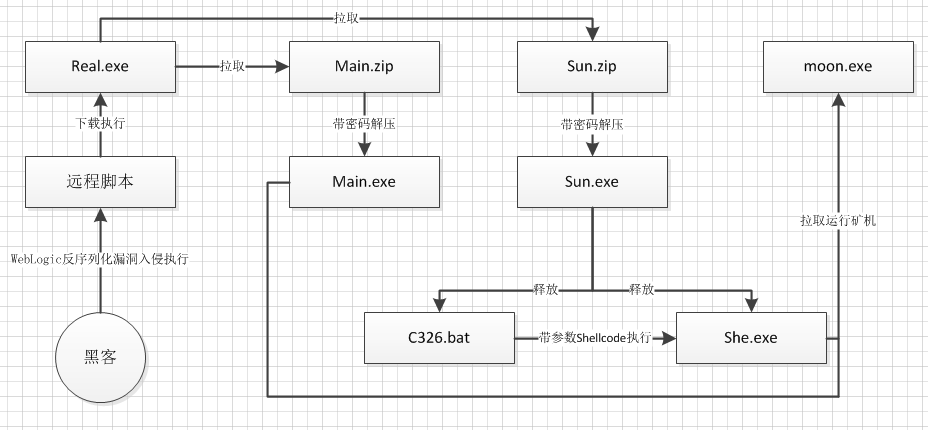 拉取
Real.exe
拉取
Main.zip
Sun.zip
moon.exe
下载执行
带密码解压
带密码解压
远程脚本
Main.exe
Sun.exe
拉取运行矿机
WebLogic反序列化漏洞入侵执行
释放
释放
C326.bat
带参数Shellcode执行
She.exe
黑客